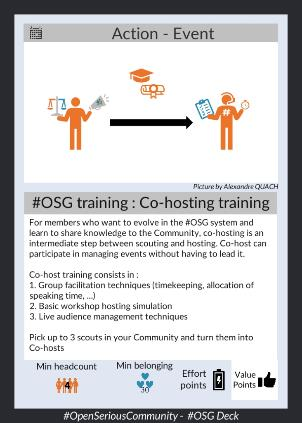 Action - Event
#
Picture by Alexandre QUACH
#OSG training : Co-hosting training
For members who want to evolve in the #OSG system and
learn to share knowledge to the Community, co-hosting is an
intermediate step between scouting and hosting. Co-host can
participate in managing events without having to lead it.
Co-host training consists in :
1. Group facilitation techniques (timekeeping, allocation of
speaking time, ...)
2. Basic workshop hosting simulation
3. Live audience management techniques
Pick up to 3 scouts in your Community and turn them into
Co-hosts
Min headcount
4
Min belonging
30
Effort
points
Value
Points
#OpenSeriousCommunity - #OSG Deck